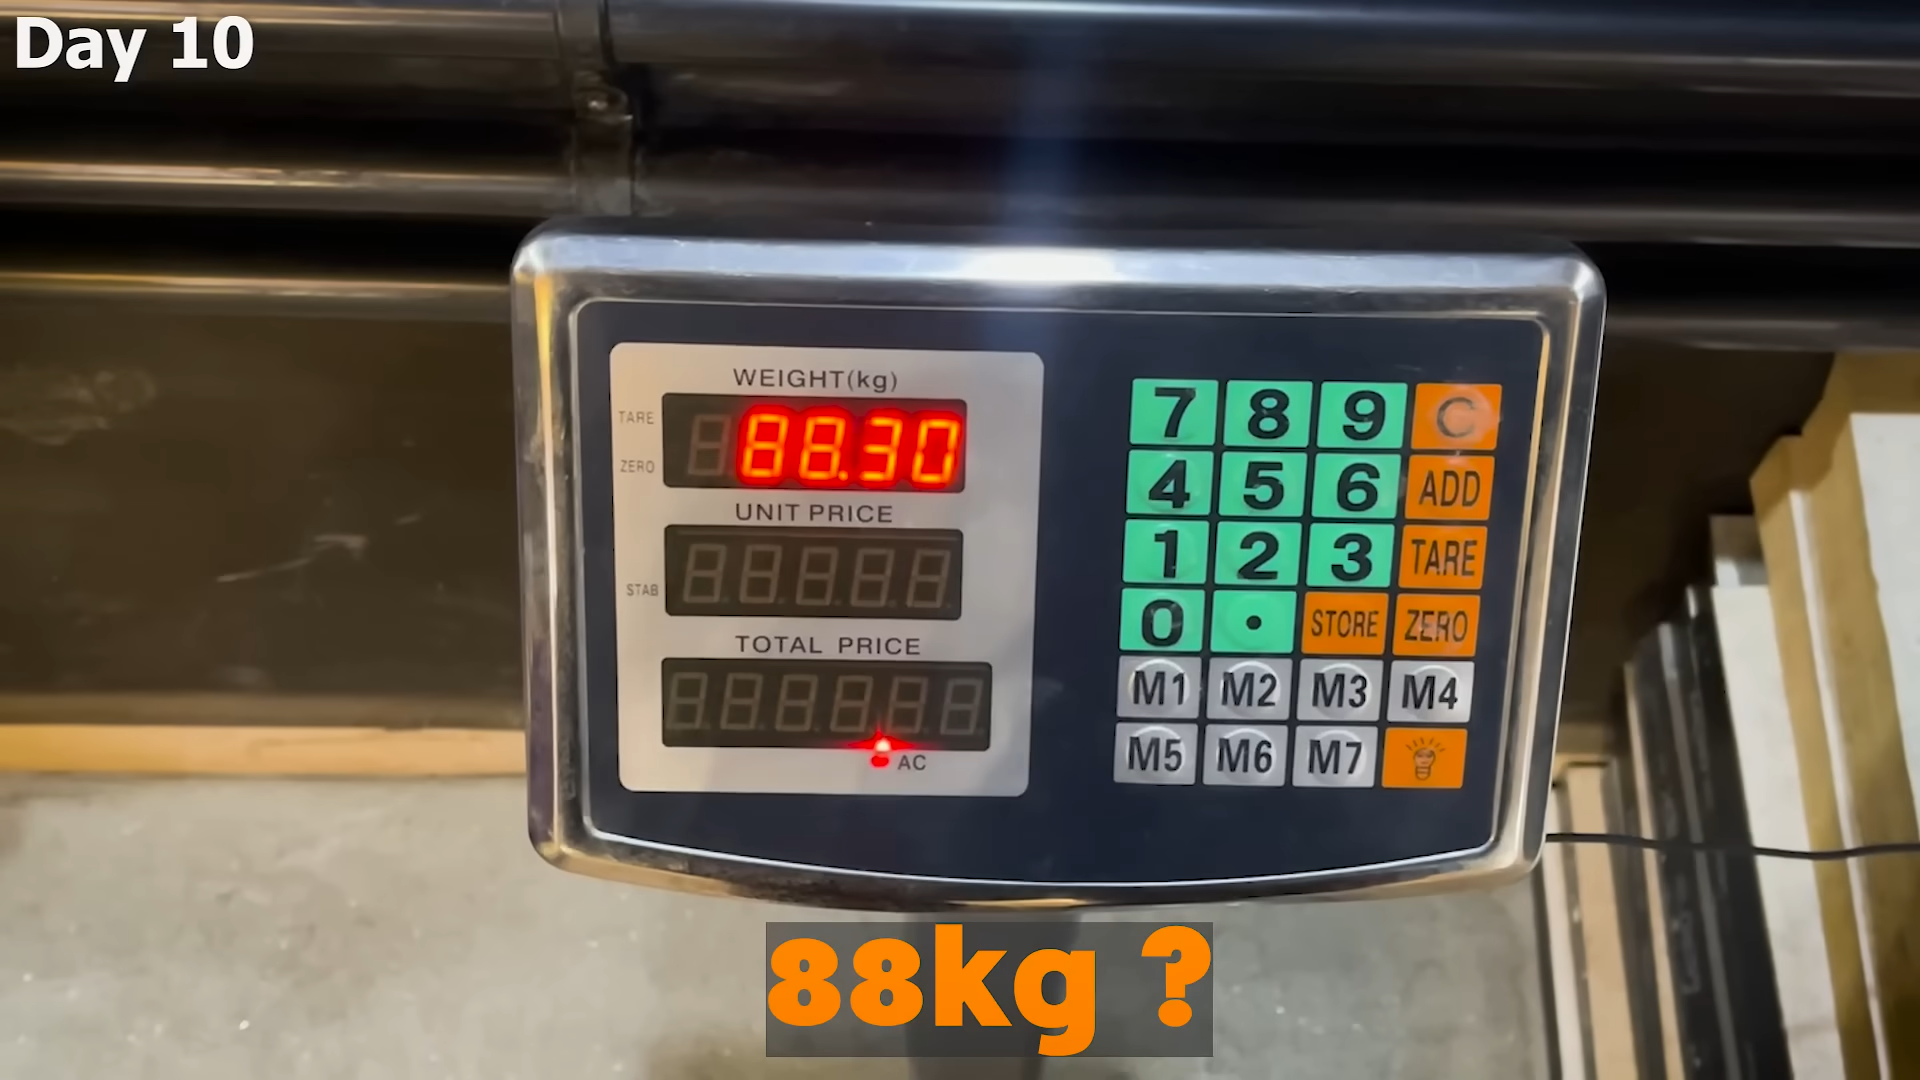 Day 10
WEIGHT(kg)
TARE
88.30
ZERO
UNIT PRICE
STAB
TOTAL PRICE
AC
7 8 9 C
4 5 6 ADD
1 2 3 TARE
0 . STORE ZERO
M1 M2 M3 M4
M5 M6 M7
88kg ?